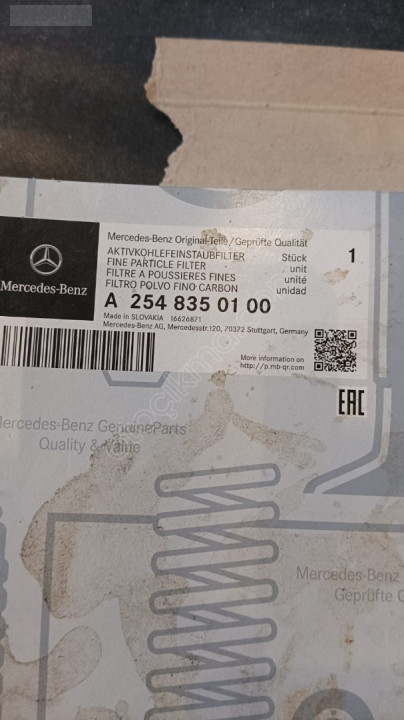 Mercedes-Benz Original-Teile/Geprüfte Qualität
AKTIVKOHLEFEINSTAUBFILTER Stück 1
FINE PARTICLE FILTER unit
FILTRE A POUSSIERES FINES unité
FILTRO POLVO FINO CARBON unidad
Mercedes-Benz
A 254 835 01 00
Made in SLOVAKIA 16626871
Mercedes-Benz AG, Mercedesstr.120, 70372 Stuttgart, Germany
More information on
http://p.mb-qr.com
EAC
Mercedes-Benz GenuineParts
Quality & Value
Mercedes-Benz
Geprüfte